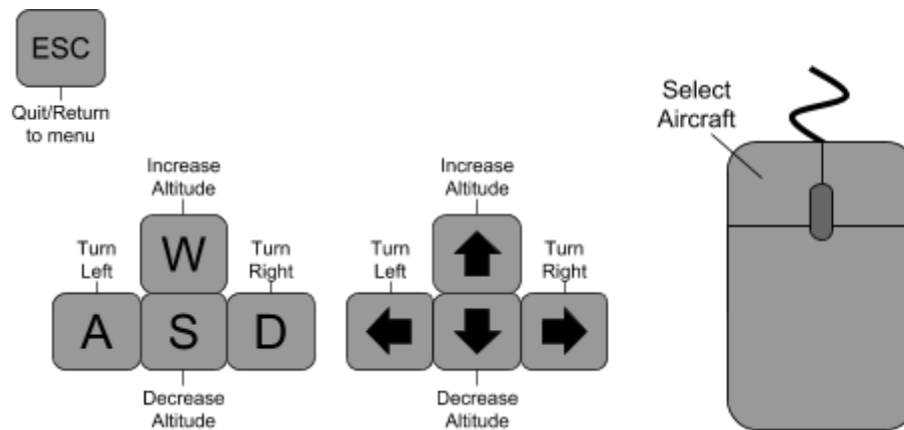 ESC
Quit/Return
to menu
Select
Aircraft
Increase
Altitude
W
Turn
Left
Turn
Right
A
S
D
Decrease
Altitude
Increase
Altitude
Turn
Left
Turn
Right
Decrease
Altitude